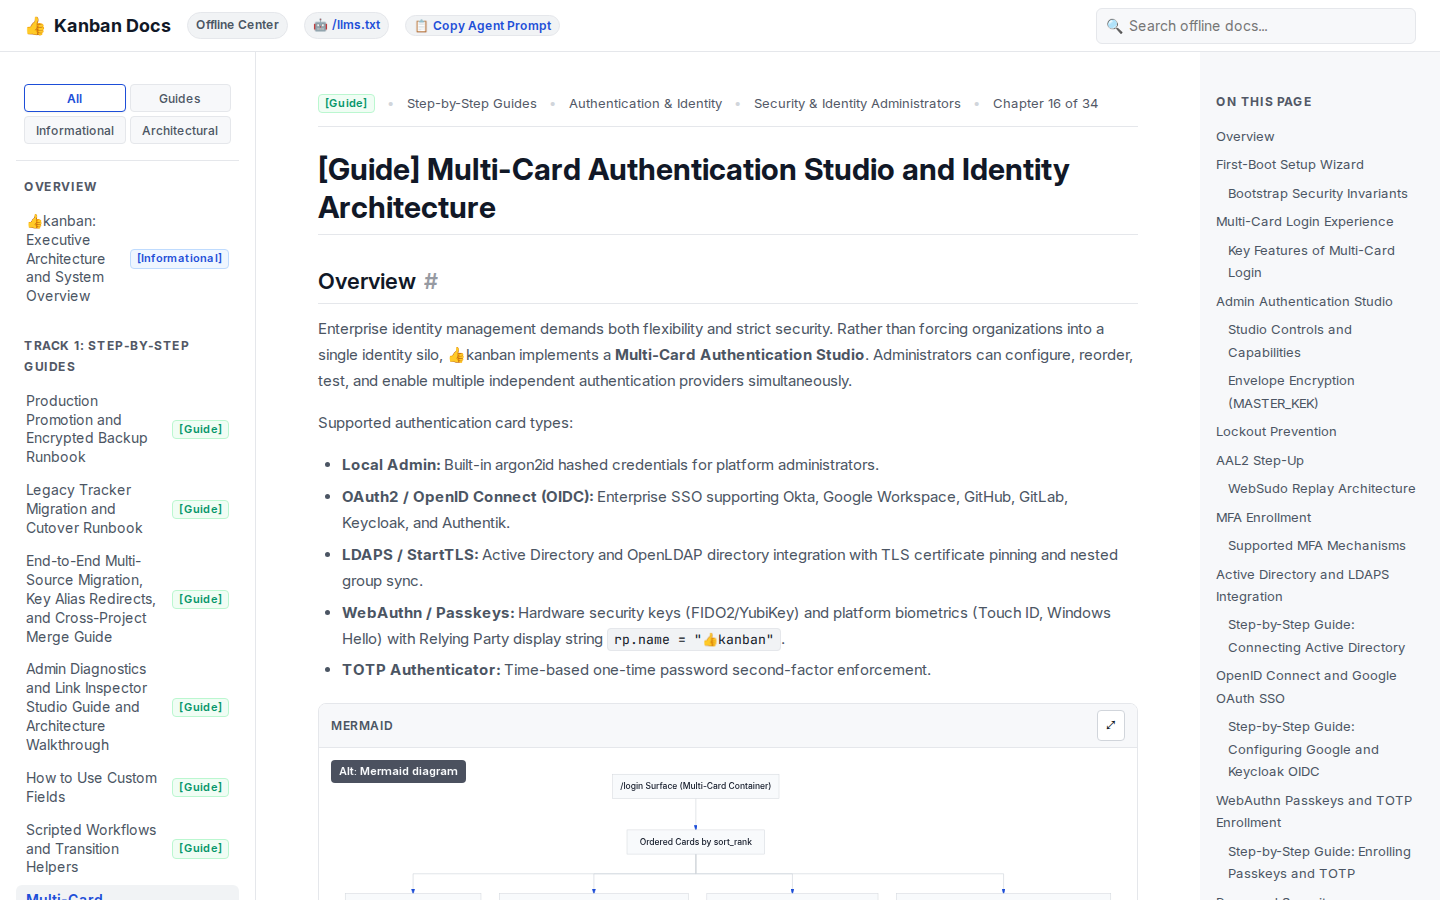 👍 Kanban Docs
Offline Center
🤖 /llms.txt
📋 Copy Agent Prompt
🔍 Search offline docs...
All
Guides
Informational
Architectural
OVERVIEW
👍kanban:
Executive
Architecture
and System
Overview
[Informational]
TRACK 1: STEP-BY-STEP
GUIDES
Production
Promotion and
Encrypted Backup
Runbook
[Guide]
Legacy Tracker
Migration and
Cutover Runbook
[Guide]
End-to-End Multi-
Source Migration,
Key Alias Redirects,
and Cross-Project
Merge Guide
[Guide]
Admin Diagnostics
and Link Inspector
Studio Guide and
Architecture
Walkthrough
[Guide]
How to Use Custom
Fields
[Guide]
Scripted Workflows
and Transition
Helpers
[Guide]
Multi-Card
[Guide] • Step-by-Step Guides • Authentication & Identity • Security & Identity Administrators • Chapter 16 of 34
[Guide] Multi-Card Authentication Studio and Identity
Architecture
Overview #
Enterprise identity management demands both flexibility and strict security. Rather than forcing organizations into a
single identity silo, 👍kanban implements a Multi-Card Authentication Studio. Administrators can configure, reorder,
test, and enable multiple independent authentication providers simultaneously.
Supported authentication card types:
• Local Admin: Built-in argon2id hashed credentials for platform administrators.
• OAuth2 / OpenID Connect (OIDC): Enterprise SSO supporting Okta, Google Workspace, GitHub, GitLab,
Keycloak, and Authentik.
• LDAPS / StartTLS: Active Directory and OpenLDAP directory integration with TLS certificate pinning and nested
group sync.
• WebAuthn / Passkeys: Hardware security keys (FIDO2/YubiKey) and platform biometrics (Touch ID, Windows
Hello) with Relying Party display string rp.name = "👍kanban".
• TOTP Authenticator: Time-based one-time password second-factor enforcement.
MERMAID
Alt: Mermaid diagram
/login Surface (Multi-Card Container)
Ordered Cards by sort_rank
ON THIS PAGE
Overview
First-Boot Setup Wizard
Bootstrap Security Invariants
Multi-Card Login Experience
Key Features of Multi-Card
Login
Admin Authentication Studio
Studio Controls and
Capabilities
Envelope Encryption
(MASTER_KEK)
Lockout Prevention
AAL2 Step-Up
WebSudo Replay Architecture
MFA Enrollment
Supported MFA Mechanisms
Active Directory and LDAPS
Integration
Step-by-Step Guide:
Connecting Active Directory
OpenID Connect and Google
OAuth SSO
Step-by-Step Guide:
Configuring Google and
Keycloak OIDC
WebAuthn Passkeys and TOTP
Enrollment
Step-by-Step Guide: Enrolling
Passkeys and TOTP